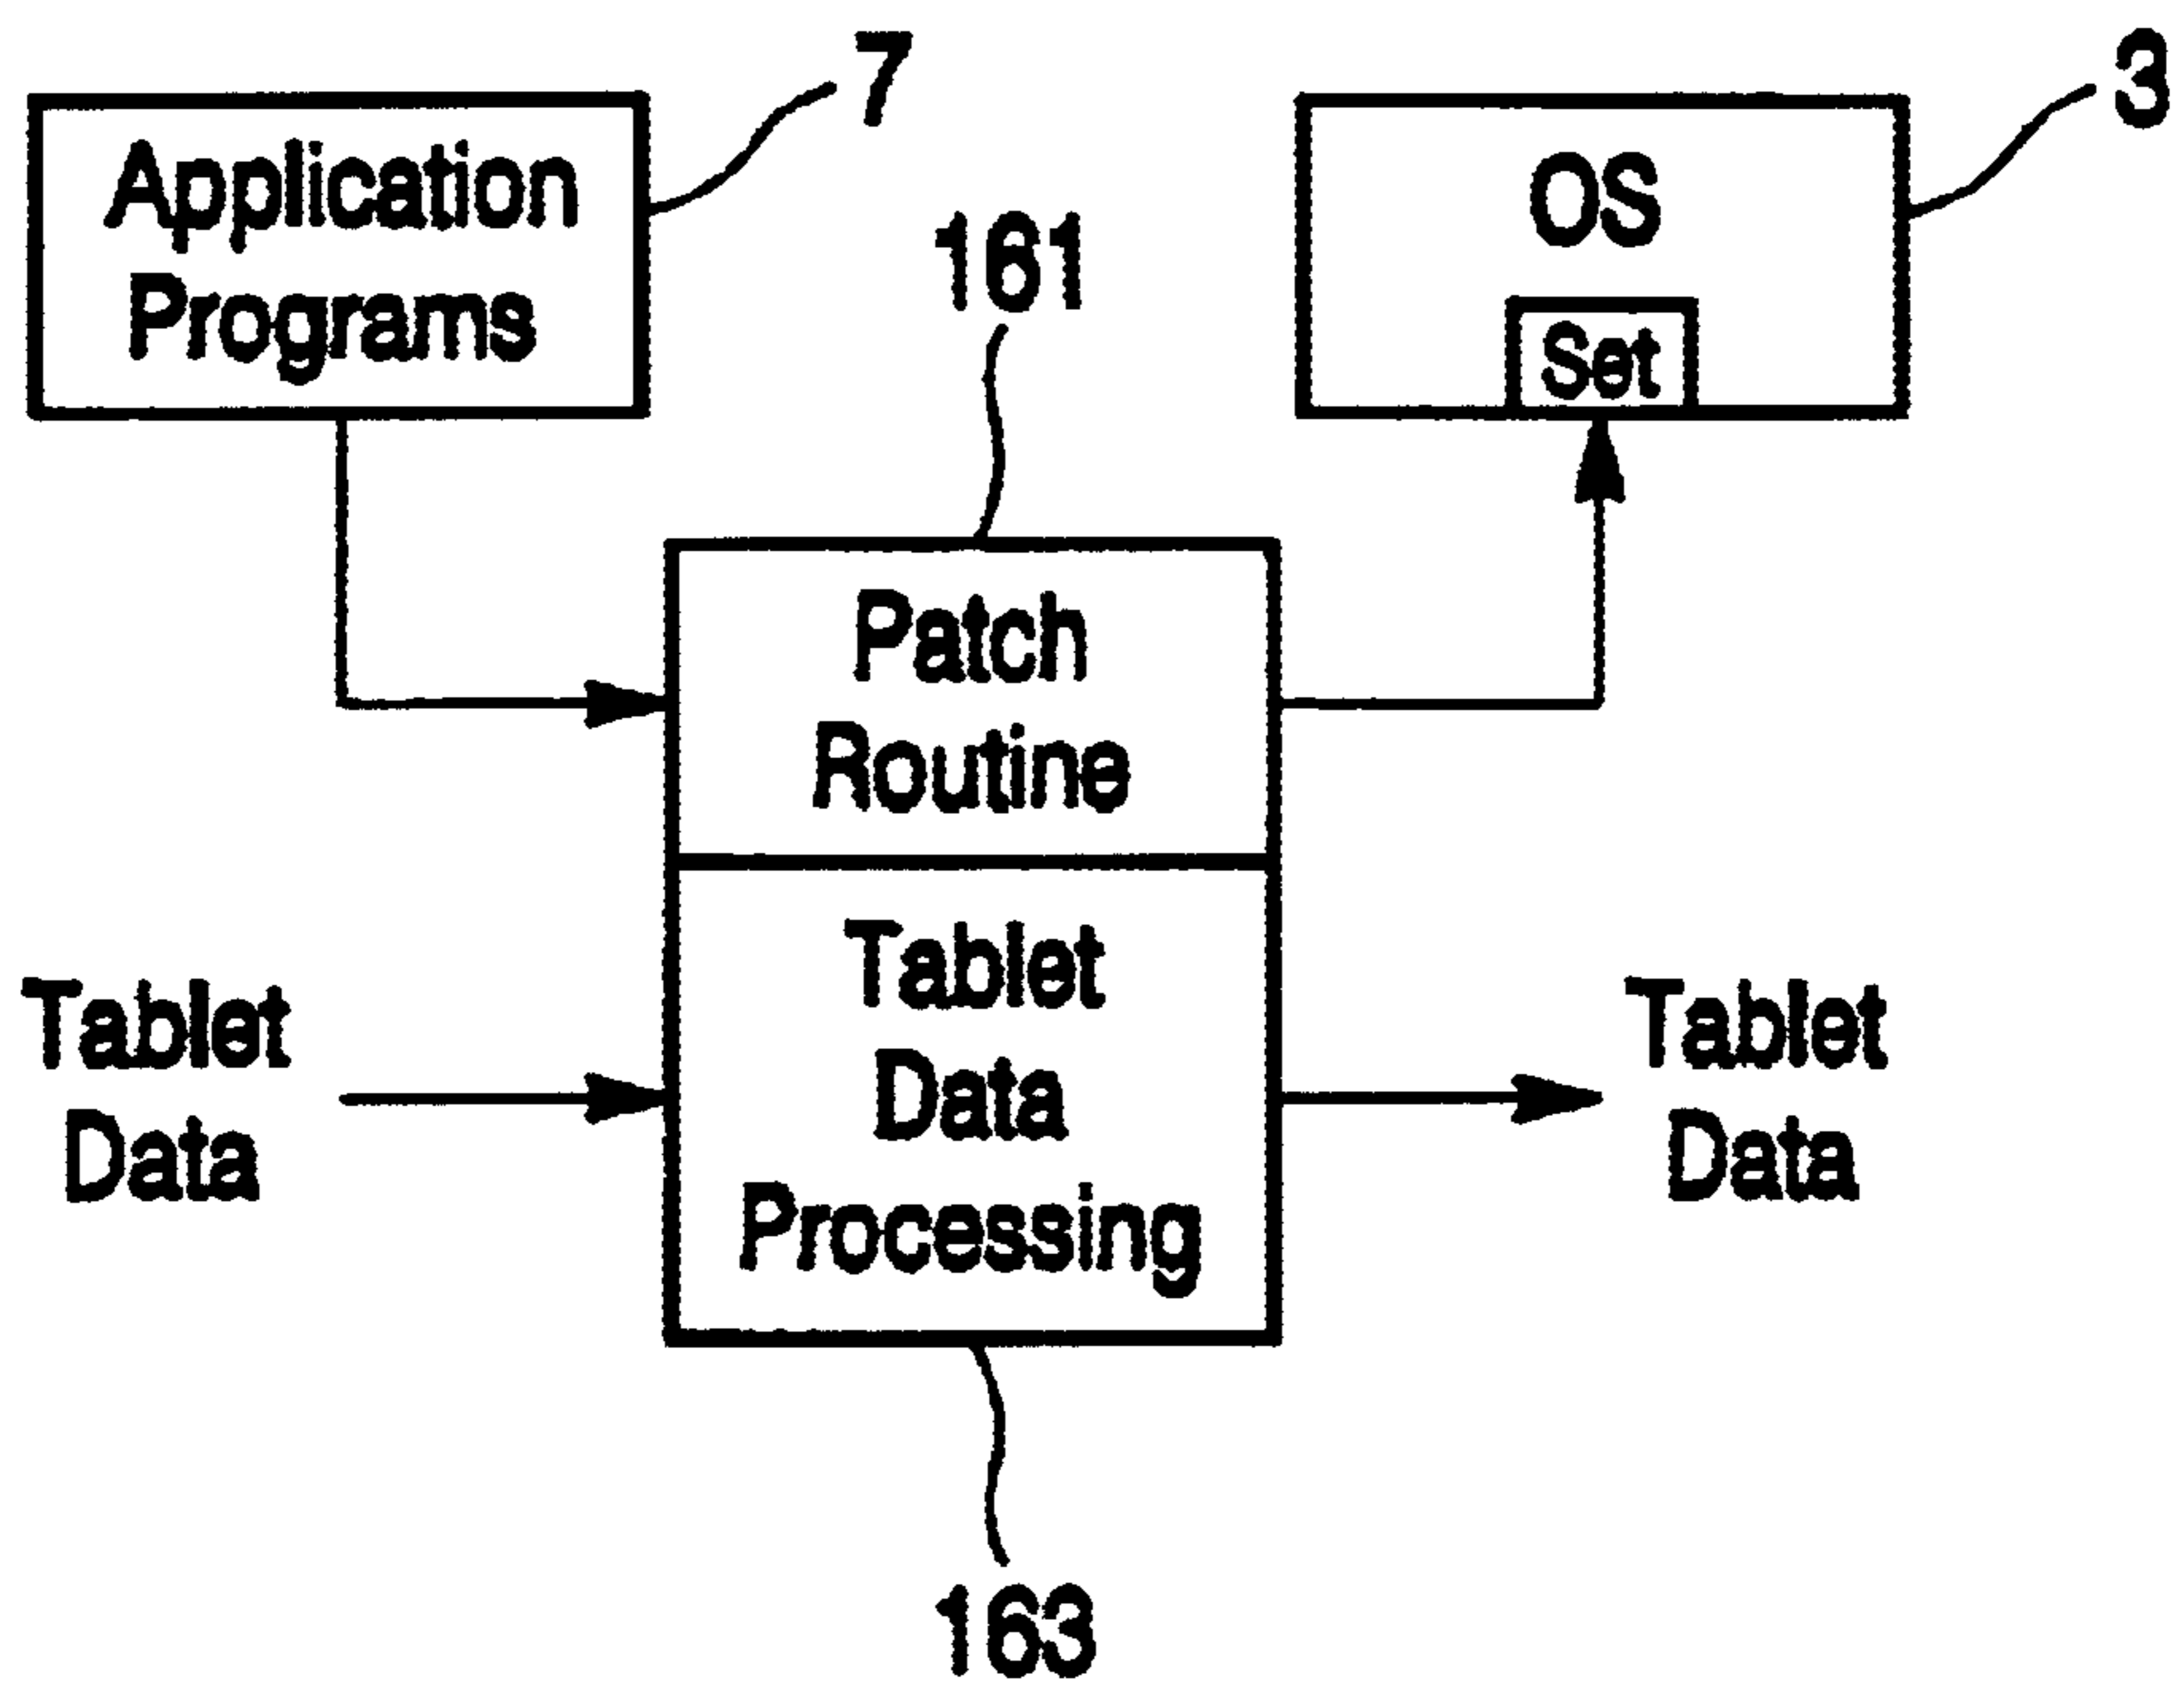 7
3
Application
Programs
OS
Set
161
Patch
Routine
Tablet
Data
Tablet
Data
Processing
Tablet
Data
163